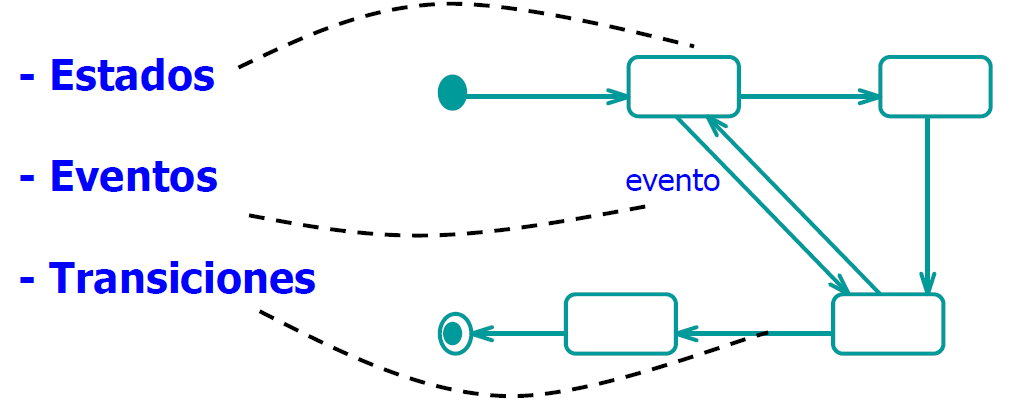 - Estados
- Eventos
evento
- Transiciones